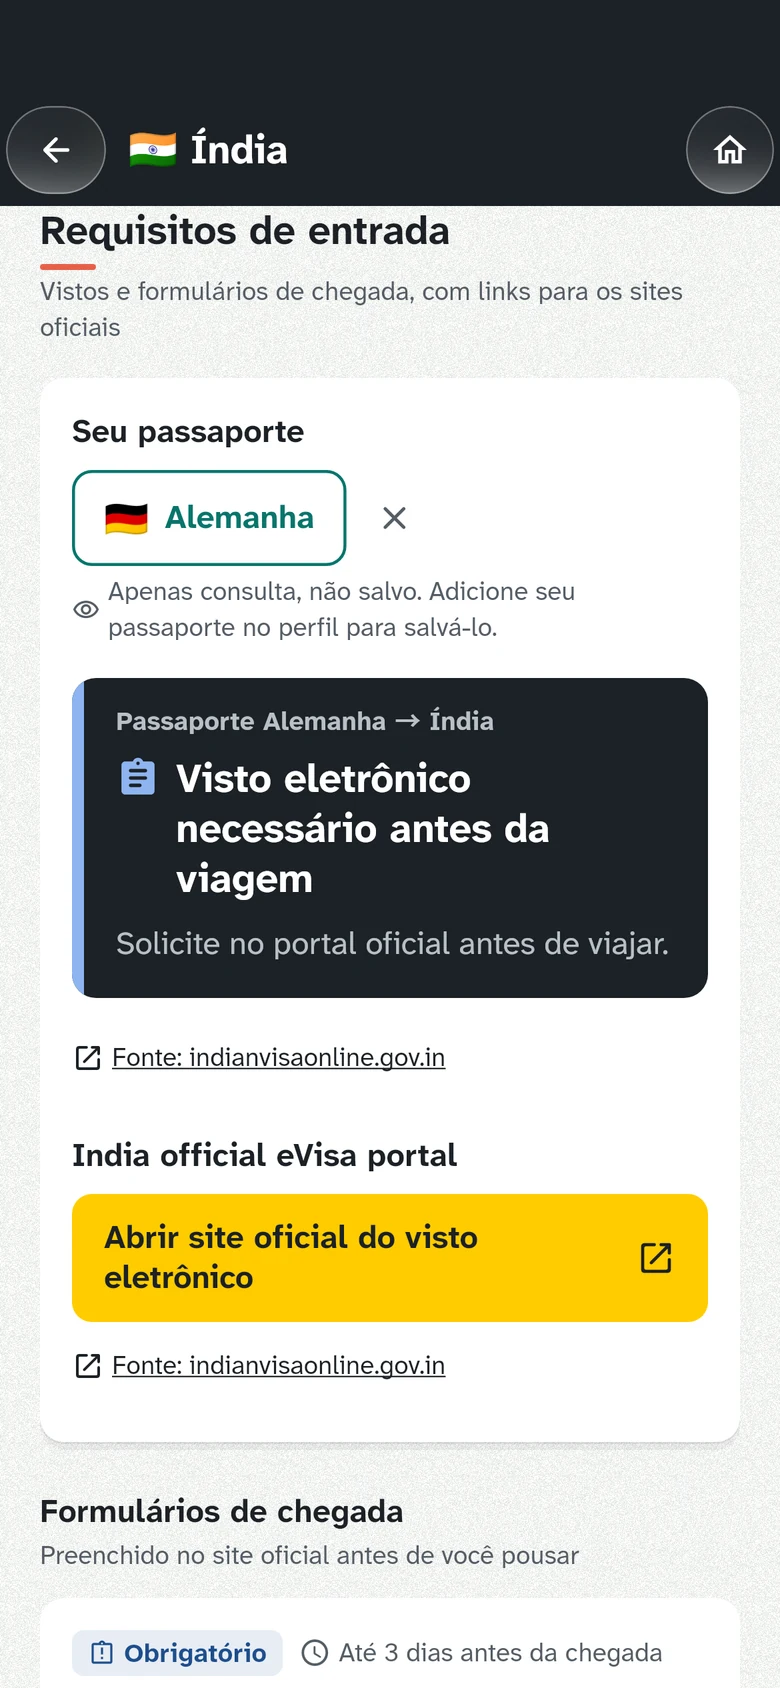 Índia
Requisitos de entrada
Vistos e formulários de chegada, com links para os sites
oficiais
Seu passaporte
Alemanha
Apenas consulta, não salvo. Adicione seu
passaporte no perfil para salvá-lo.
Passaporte Alemanha → Índia
Visto eletrônico
necessário antes da
viagem
Solicite no portal oficial antes de viajar.
Fonte: indianvisaonline.gov.in
India official eVisa portal
Abrir site oficial do visto
eletrônico
Fonte: indianvisaonline.gov.in
Formulários de chegada
Preenchido no site oficial antes de você pousar
Obrigatório
Até 3 dias antes da chegada